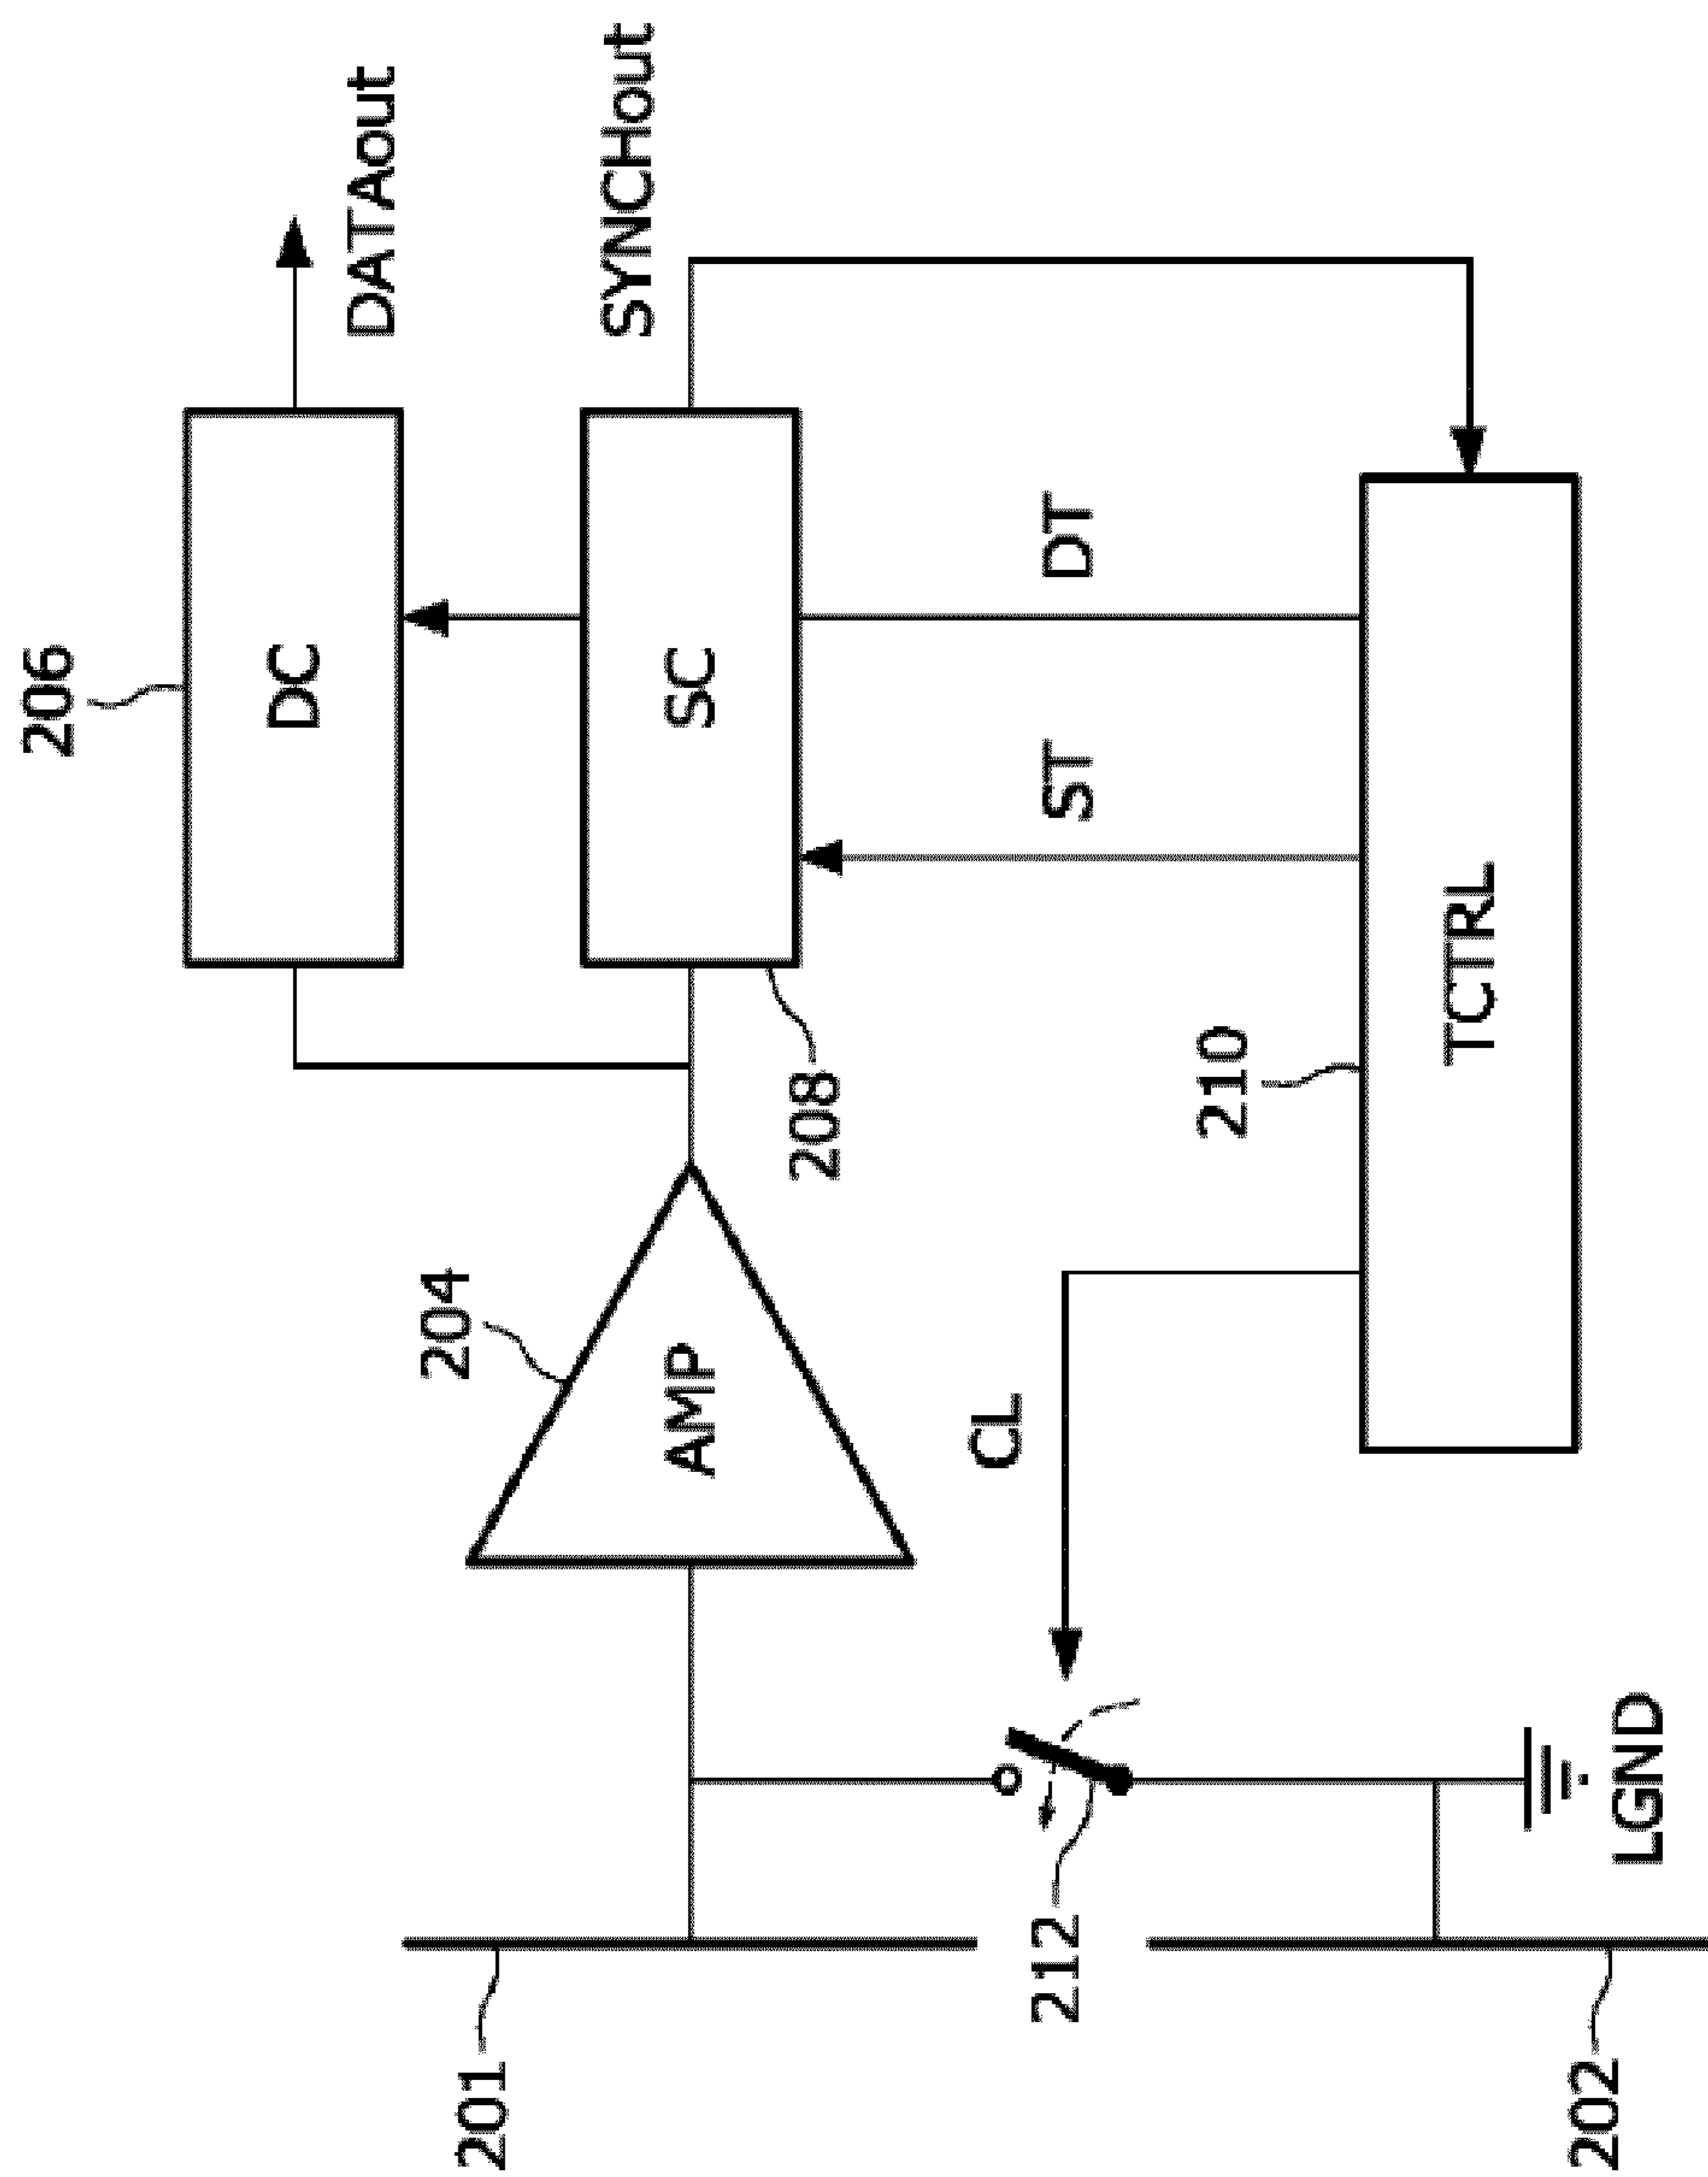 206
DC
DATAout
SYNCHout
204
AMP
SC
208
ST
DT
CL
210
TCTRL
201
212
202
LGND